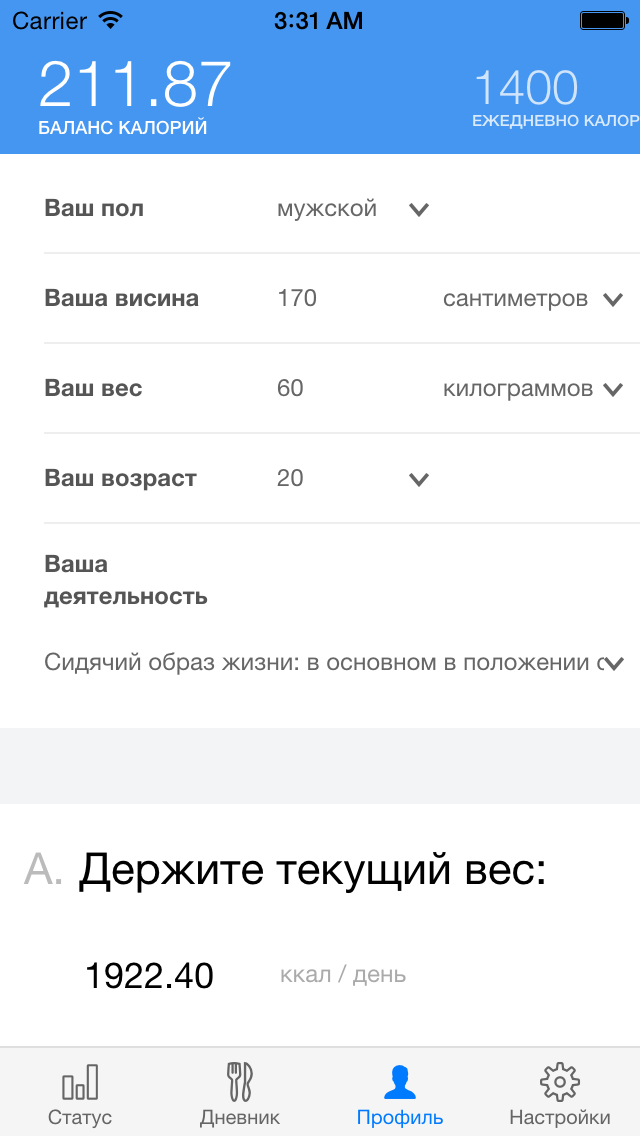 Carrier 3:31 AM
211.87
БАЛАНС КАЛОРИЙ
1400
ЕЖЕДНЕВНО КАЛОР
Ваш пол мужской
Ваша висина 170 сантиметров
Ваш вес 60 килограммов
Ваш возраст 20
Ваша
деятельность
Сидячий образ жизни: в основном в положении с
A. Держите текущий вес:
1922.40 ккал / день
Статус Дневник Профиль Настройки